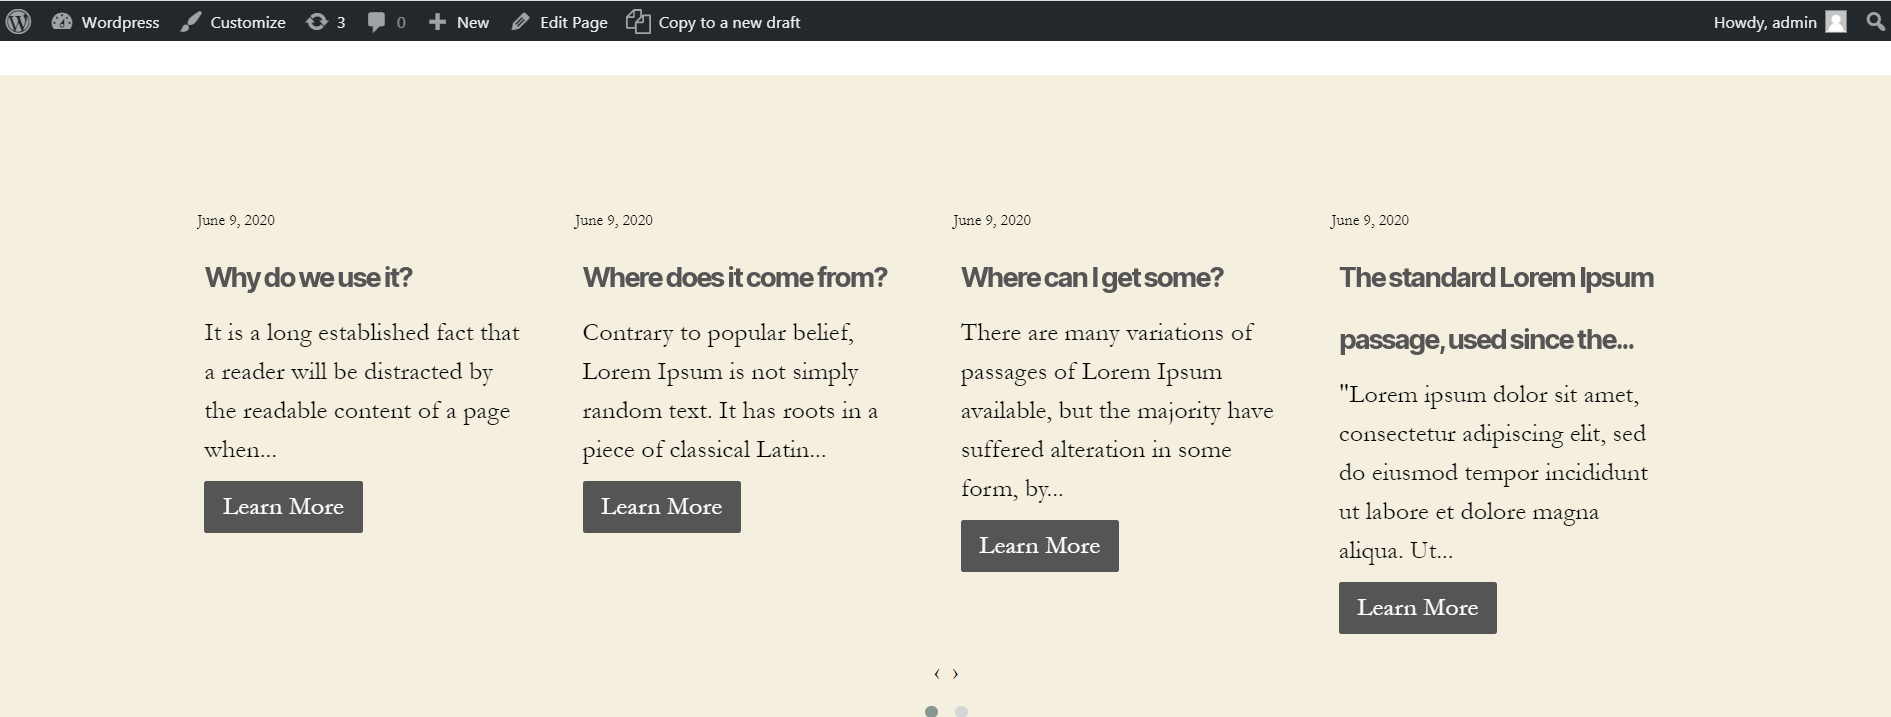 Wordpress Customize 3 0 New Edit Page Copy to a new draft Howdy, admin
June 9, 2020
Why do we use it?
It is a long established fact that
a reader will be distracted by
the readable content of a page
when...
Learn More
June 9, 2020
Where does it come from?
Contrary to popular belief,
Lorem Ipsum is not simply
random text. It has roots in a
piece of classical Latin...
Learn More
June 9, 2020
Where can I get some?
There are many variations of
passages of Lorem Ipsum
available, but the majority have
suffered alteration in some
form, by...
Learn More
June 9, 2020
The standard Lorem Ipsum
passage, used since the...
"Lorem ipsum dolor sit amet,
consectetur adipiscing elit, sed
do eiusmod tempor incididunt
ut labore et dolore magna
aliqua. Ut...
Learn More
‹ ›